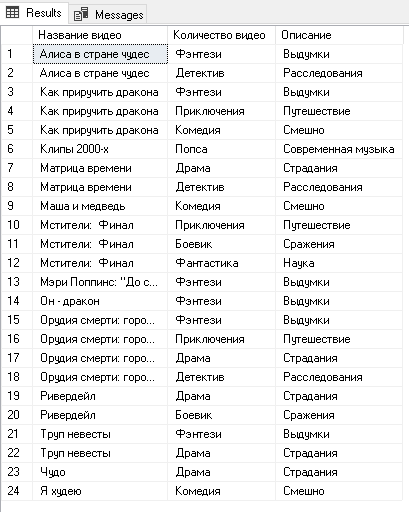 Results Messages
Название видео Количество видео Описание
1 Алиса в стране чудес Фэнтези Выдумки
2 Алиса в стране чудес Детектив Расследования
3 Как приручить дракона Фэнтези Выдумки
4 Как приручить дракона Приключения Путешествие
5 Как приручить дракона Комедия Смешно
6 Клипы 2000-х Попса Современная музыка
7 Матрица времени Драма Страдания
8 Матрица времени Детектив Расследования
9 Маша и медведь Комедия Смешно
10 Мстители: Финал Приключения Путешествие
11 Мстители: Финал Боевик Сражения
12 Мстители: Финал Фантастика Наука
13 Мэри Поппинс: "До с... Фэнтези Выдумки
14 Он - дракон Фэнтези Выдумки
15 Орудия смерти: горо... Фэнтези Выдумки
16 Орудия смерти: горо... Приключения Путешествие
17 Орудия смерти: горо... Драма Страдания
18 Орудия смерти: горо... Детектив Расследования
19 Ривердейл Драма Страдания
20 Ривердейл Боевик Сражения
21 Труп невесты Фэнтези Выдумки
22 Труп невесты Драма Страдания
23 Чудо Драма Страдания
24 Я худею Комедия Смешно